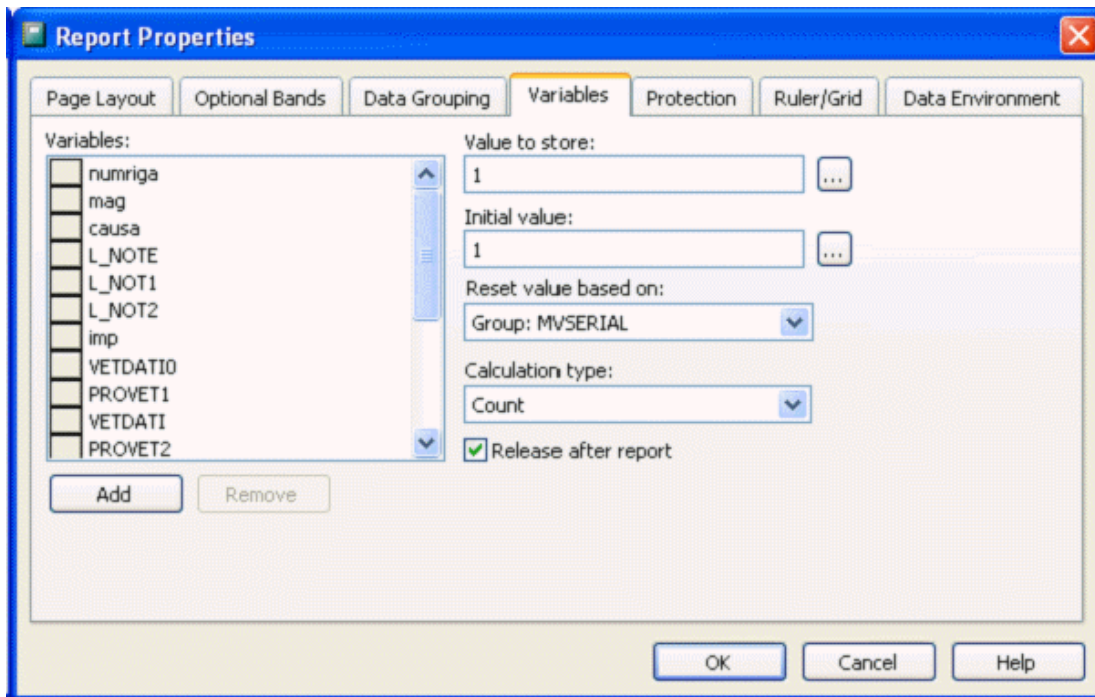 Report Properties
Page Layout Optional Bands Data Grouping Variables Protection Ruler/Grid Data Environment
Variables:
numriga
mag
causa
L_NOTE
L_NOT1
L_NOT2
imp
VETDATI0
PROVET1
VETDATI
PROVET2
Add Remove
Value to store:
1 ...
Initial value:
1 ...
Reset value based on:
Group: MVSERIAL
Calculation type:
Count
Release after report
OK Cancel Help